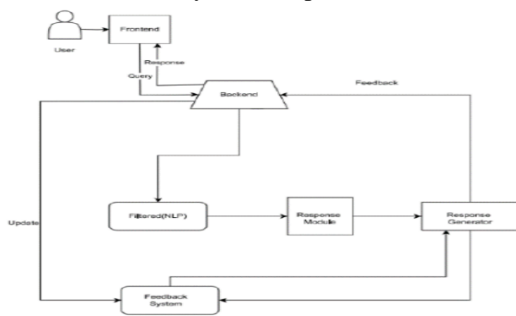 Frontend
User
Response
Query
Feedback
Backend
Filtered(NLP)
Response
Module
Response
Generator
Update
Feedback
System